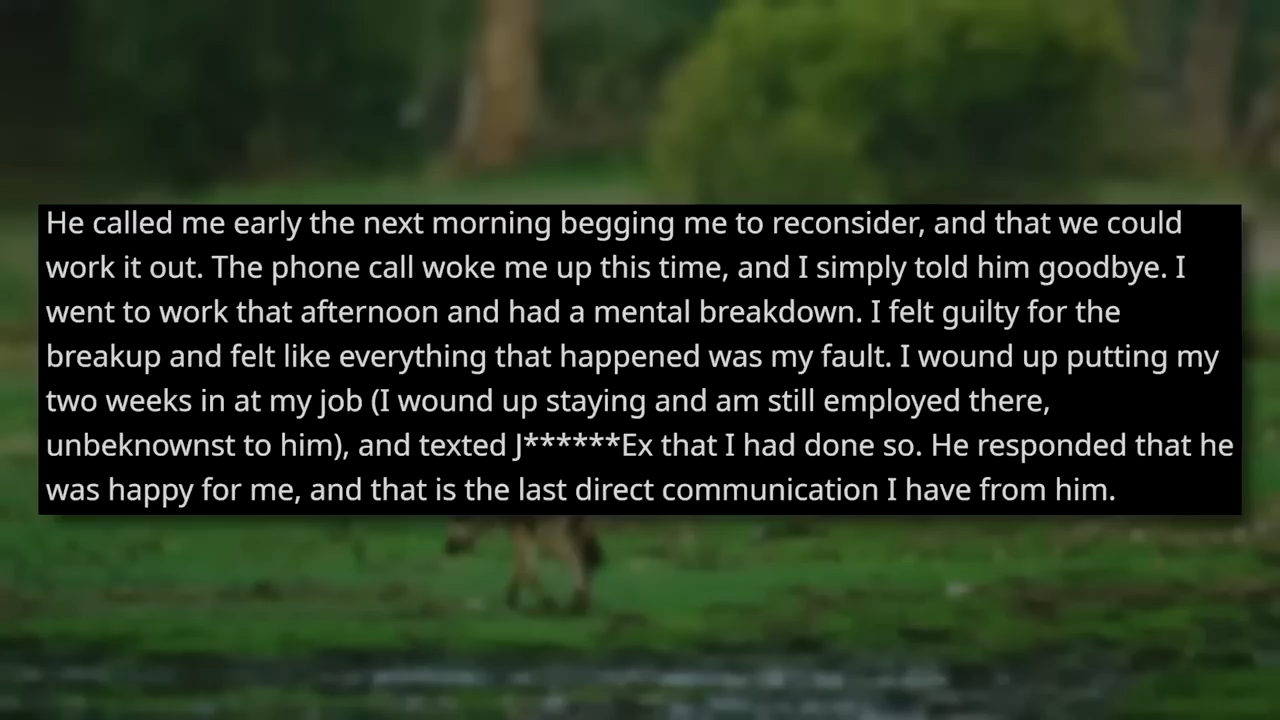 He called me early the next morning begging me to reconsider, and that we could
work it out. The phone call woke me up this time, and I simply told him goodbye. I
went to work that afternoon and had a mental breakdown. I felt guilty for the
breakup and felt like everything that happened was my fault. I wound up putting my
two weeks in at my job (I wound up staying and am still employed there,
unbeknownst to him), and texted J******Ex that I had done so. He responded that he
was happy for me, and that is the last direct communication I have from him.